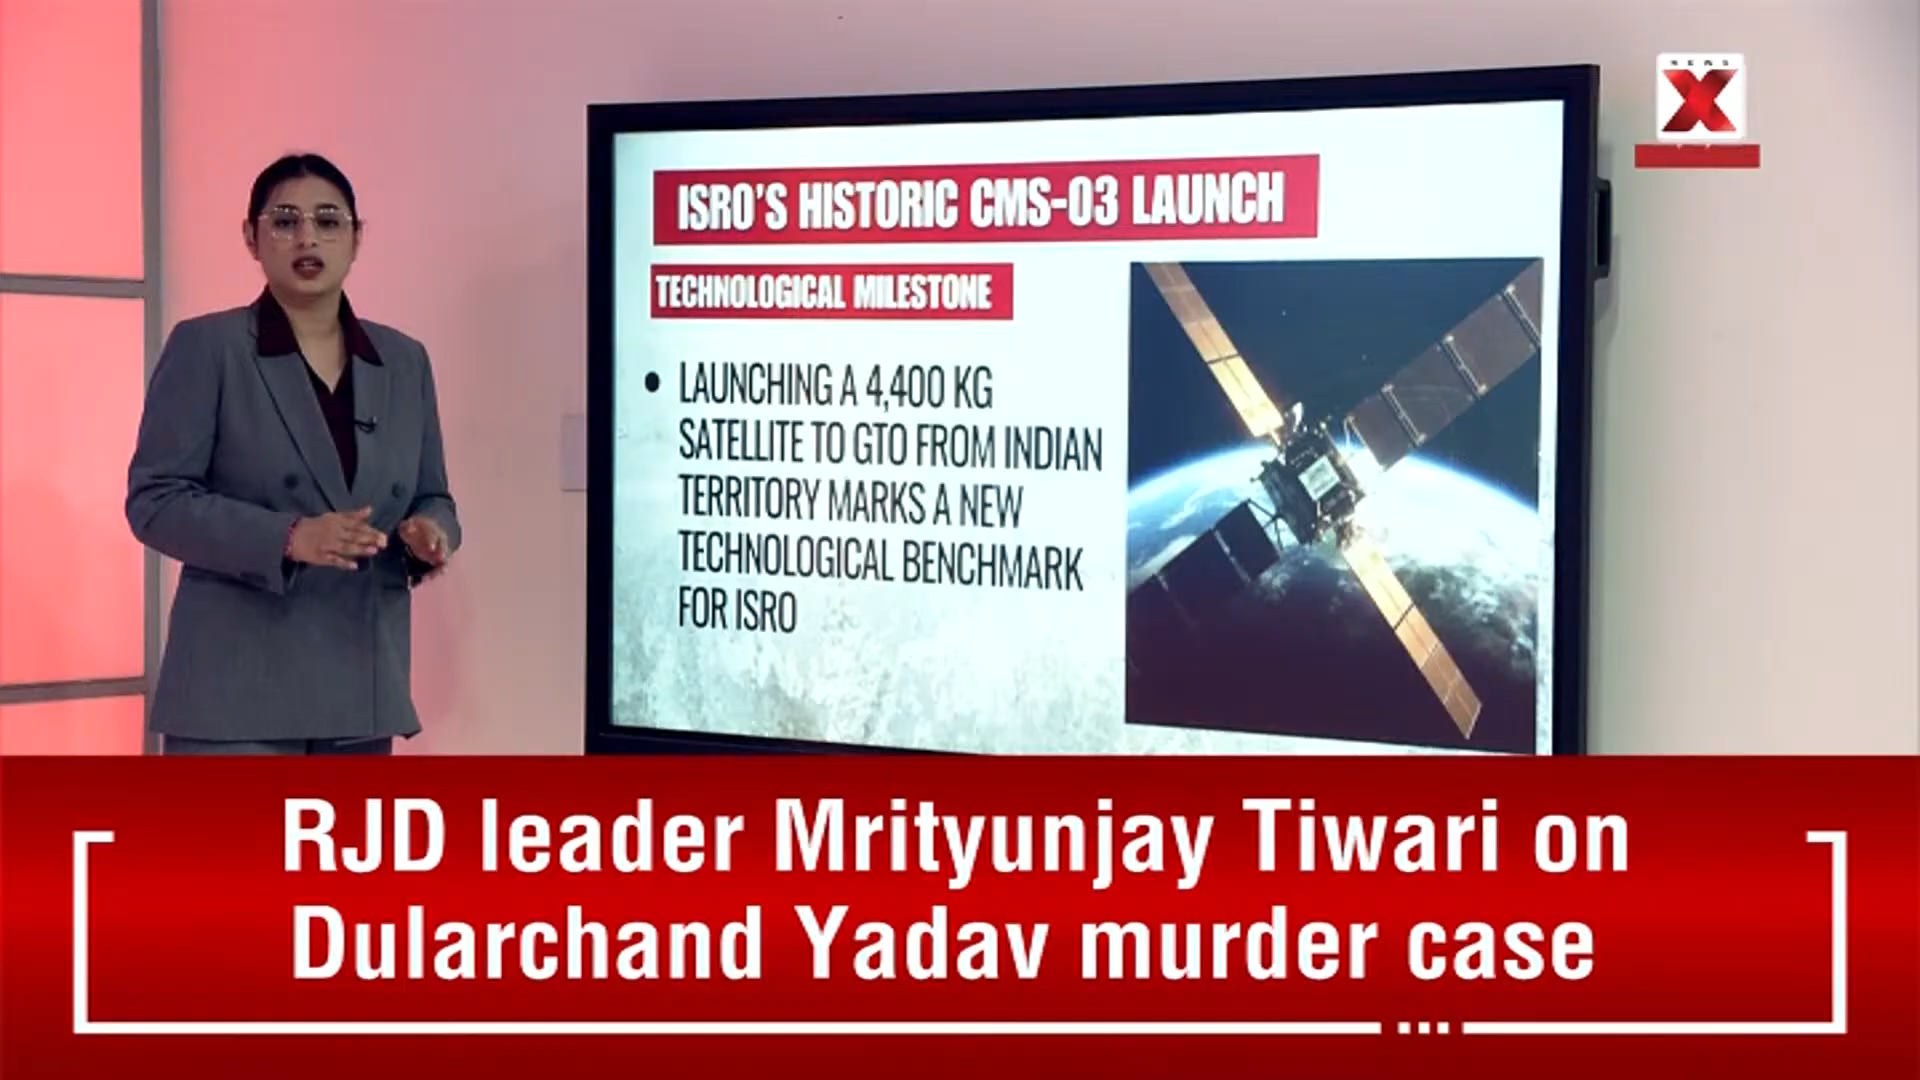 NEWS
X
ISRO'S HISTORIC CMS-03 LAUNCH
TECHNOLOGICAL MILESTONE
• LAUNCHING A 4,400 KG
SATELLITE TO GTO FROM INDIAN
TERRITORY MARKS A NEW
TECHNOLOGICAL BENCHMARK
FOR ISRO
RJD leader Mrityunjay Tiwari on
Dularchand Yadav murder case